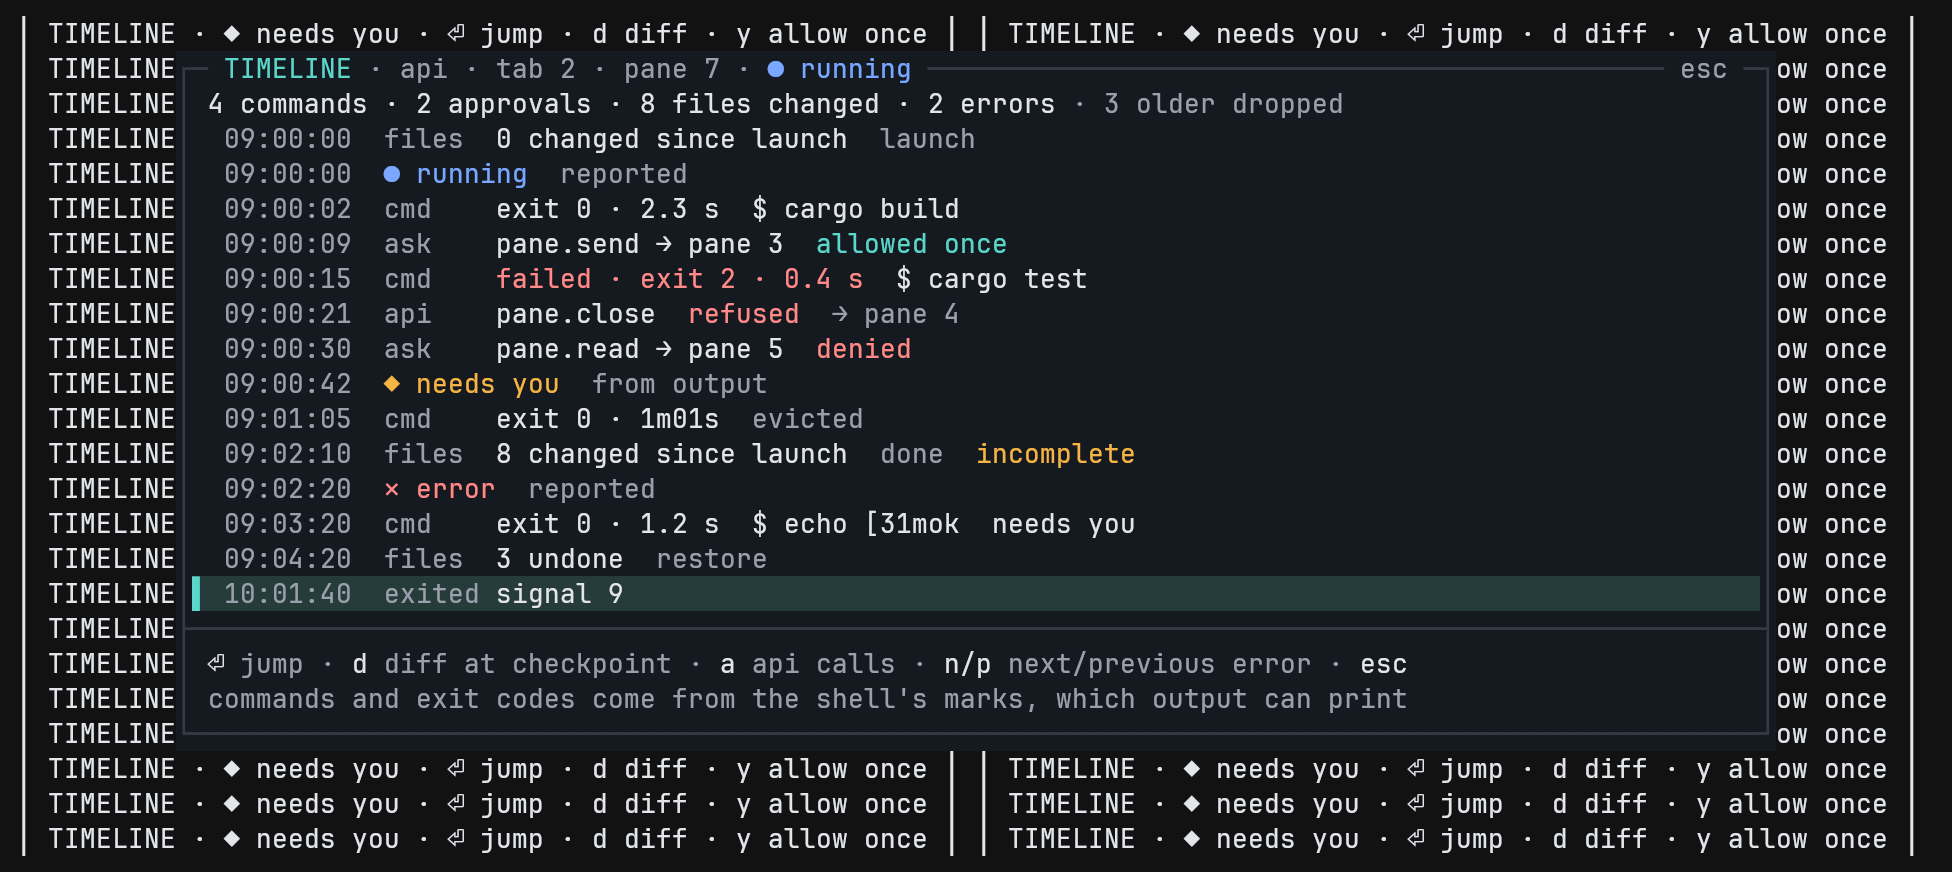 TIMELINE · ◆ needs you · ⏎ jump · d diff · y allow once │ │ TIMELINE · ◆ needs you · ⏎ jump · d diff · y allow once
TIMELINE TIMELINE · api · tab 2 · pane 7 · ● running esc ow once
TIMELINE 4 commands · 2 approvals · 8 files changed · 2 errors · 3 older dropped ow once
TIMELINE 09:00:00 files 0 changed since launch launch ow once
TIMELINE 09:00:00 ● running reported ow once
TIMELINE 09:00:02 cmd exit 0 · 2.3 s $ cargo build ow once
TIMELINE 09:00:09 ask pane.send → pane 3 allowed once ow once
TIMELINE 09:00:15 cmd failed · exit 2 · 0.4 s $ cargo test ow once
TIMELINE 09:00:21 api pane.close refused → pane 4 ow once
TIMELINE 09:00:30 ask pane.read → pane 5 denied ow once
TIMELINE 09:00:42 ◆ needs you from output ow once
TIMELINE 09:01:05 cmd exit 0 · 1m01s evicted ow once
TIMELINE 09:02:10 files 8 changed since launch done incomplete ow once
TIMELINE 09:02:20 × error reported ow once
TIMELINE 09:03:20 cmd exit 0 · 1.2 s $ echo [31mok needs you ow once
TIMELINE 09:04:20 files 3 undone restore ow once
TIMELINE 10:01:40 exited signal 9 ow once
TIMELINE ow once
TIMELINE ⏎ jump · d diff at checkpoint · a api calls · n/p next/previous error · esc ow once
TIMELINE commands and exit codes come from the shell's marks, which output can print ow once
TIMELINE ow once
TIMELINE · ◆ needs you · ⏎ jump · d diff · y allow once │ │ TIMELINE · ◆ needs you · ⏎ jump · d diff · y allow once
TIMELINE · ◆ needs you · ⏎ jump · d diff · y allow once │ │ TIMELINE · ◆ needs you · ⏎ jump · d diff · y allow once
TIMELINE · ◆ needs you · ⏎ jump · d diff · y allow once │ │ TIMELINE · ◆ needs you · ⏎ jump · d diff · y allow once